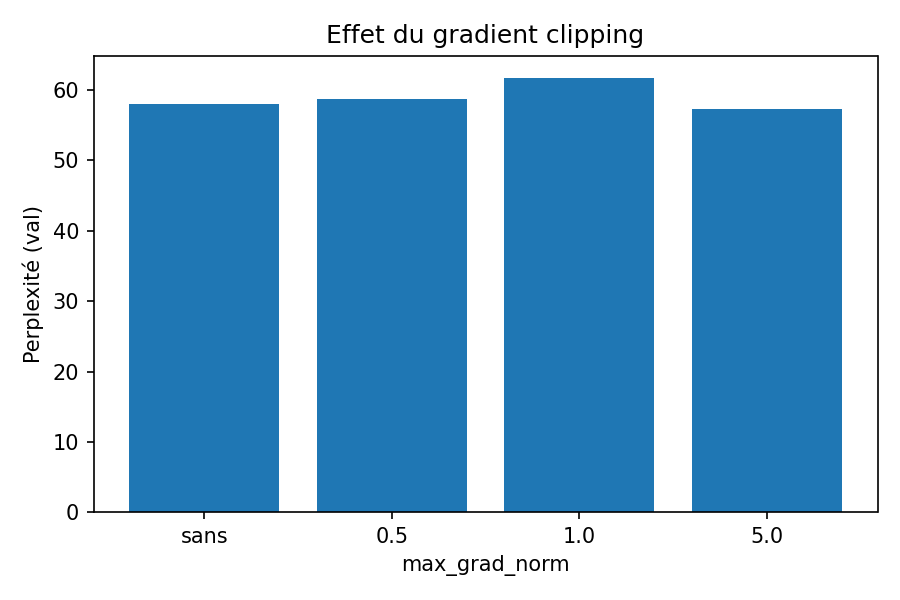 Effet du gradient clipping
Perplexité (val)
60
50
40
30
20
10
0
sans 0.5 1.0 5.0
max_grad_norm